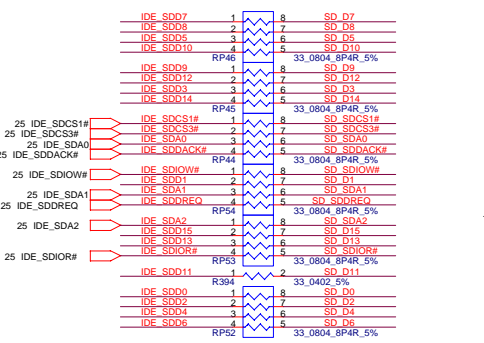 IDE_SDD7 1 8 SD_D7
IDE_SDD8 2 7 SD_D8
IDE_SDD5 3 6 SD_D5
IDE_SDD10 4 5 SD_D10
RP46 33_0804_8P4R_5%
IDE_SDD9 1 8 SD_D9
IDE_SDD12 2 7 SD_D12
IDE_SDD3 3 6 SD_D3
IDE_SDD14 4 5 SD_D14
RP45 33_0804_8P4R_5%
25 IDE_SDCS1# IDE_SDCS1# 1 8 SD_SDCS1#
25 IDE_SDCS3# IDE_SDCS3# 2 7 SD_SDCS3#
25 IDE_SDA0 IDE_SDA0 3 6 SD_SDA0
25 IDE_SDDACK# IDE_SDDACK# 4 5 SD_SDDACK#
RP44 33_0804_8P4R_5%
25 IDE_SDIOW# IDE_SDIOW# 1 8 SD_SDIOW#
IDE_SDD1 2 7 SD_D1
25 IDE_SDA1 IDE_SDA1 3 6 SD_SDA1
25 IDE_SDDREQ IDE_SDDREQ 4 5 SD_SDDREQ
RP54 33_0804_8P4R_5%
25 IDE_SDA2 IDE_SDA2 1 8 SD_SDA2
IDE_SDD15 2 7 SD_D15
IDE_SDD13 3 6 SD_D13
25 IDE_SDIOR# IDE_SDIOR# 4 5 SD_SDIOR#
RP53 33_0804_8P4R_5%
IDE_SDD11 1 2 SD_D11
R394 33_0402_5%
IDE_SDD0 1 8 SD_D0
IDE_SDD2 2 7 SD_D2
IDE_SDD4 3 6 SD_D4
IDE_SDD6 4 5 SD_D6
RP52 33_0804_8P4R_5%